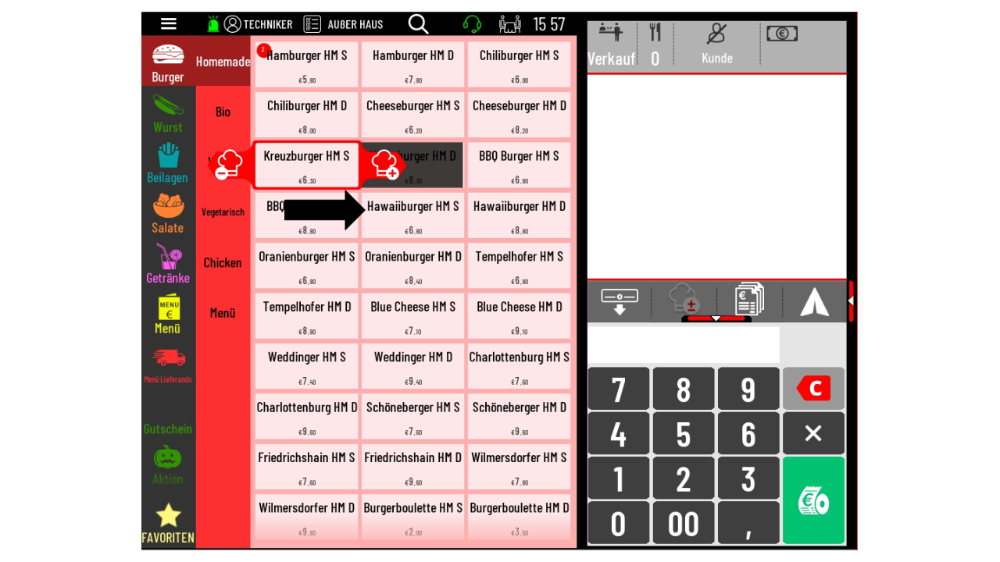 TECHNIKER AUßER HAUS 15 57
Verkauf 0 Kunde
Burger
Wurst
Beilagen
Salate
Getränke
MENU
€
Menü
Menü Lieferando
Gutschein
Aktion
FAVORITEN
Homemade
Bio
Vegetarisch
Chicken
Menü
2
Hamburger HM S Hamburger HM D Chiliburger HM S
€5,80 €7,80 €6,00
Chiliburger HM D Cheeseburger HM S Cheeseburger HM D
€8,00 €6,20 €8,20
Kreuzburger HM S burger HM D BBQ Burger HM S
€6,30 €8,30 €6,80
BBQ Hawaiiburger HM S Hawaiiburger HM D
€8,80 €6,80 €8,80
Oranienburger HM S Oranienburger HM D Tempelhofer HM S
€6,80 €8,40 €6,80
Tempelhofer HM D Blue Cheese HM S Blue Cheese HM D
€8,80 €7,10 €9,10
Weddinger HM S Weddinger HM D Charlottenburg HM S
€7,40 €9,40 €7,60
Charlottenburg HM D Schöneberger HM S Schöneberger HM D
€9,60 €7,60 €9,60
Friedrichshain HM S Friedrichshain HM D Wilmersdorfer HM S
€7,60 €9,60 €7,80
Wilmersdorfer HM D Burgerboulette HM S Burgerboulette HM D
€9,80 €2,00 €3,50
7 8 9 C
4 5 6 ×
1 2 3
0 00 ,
€